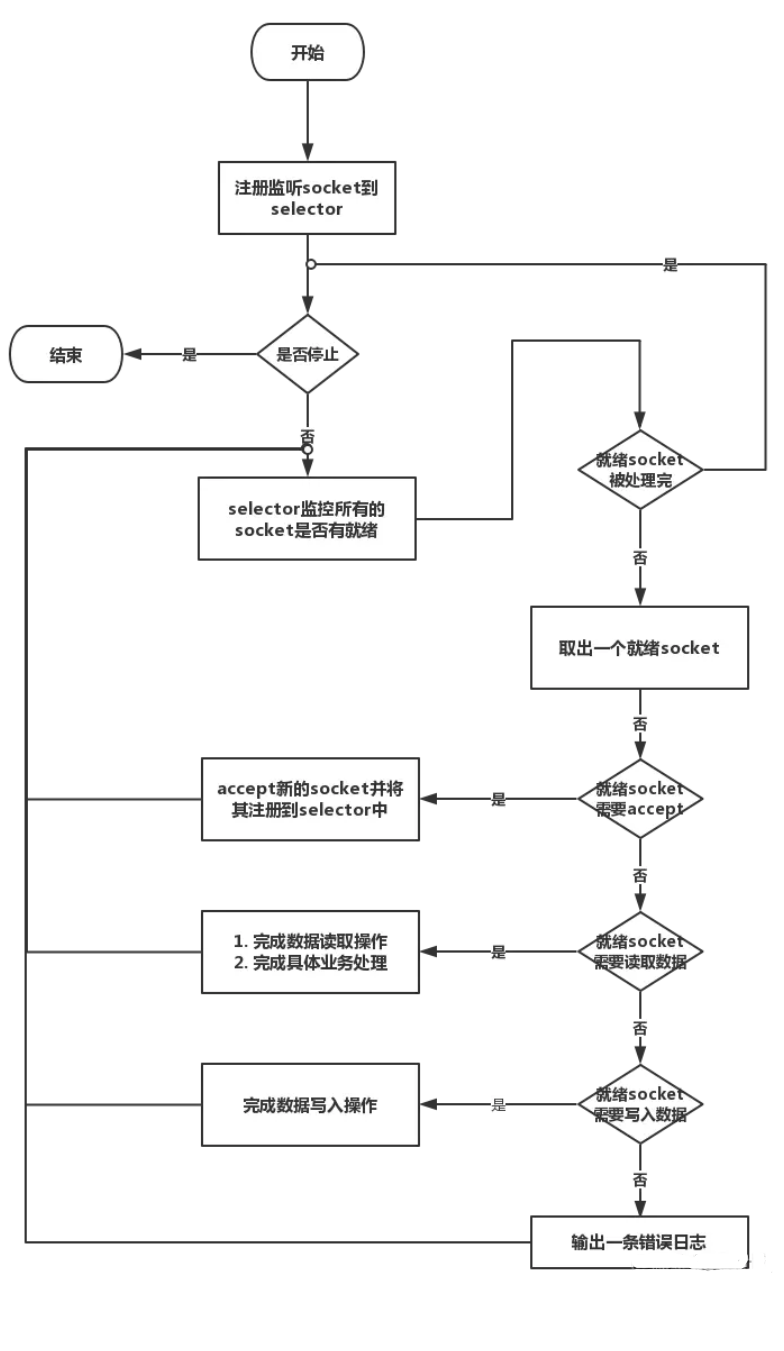 开始
注册监听socket到
selector
是
结束
是
是否停止
否
就绪socket
被处理完
selector监控所有的
socket是否有就绪
否
取出一个就绪socket
否
accept新的socket并将
其注册到selector中
是
就绪socket
需要accept
否
1. 完成数据读取操作
2. 完成具体业务处理
是
就绪socket
需要读取数据
否
完成数据写入操作
是
就绪socket
需要写入数据
否
输出一条错误日志